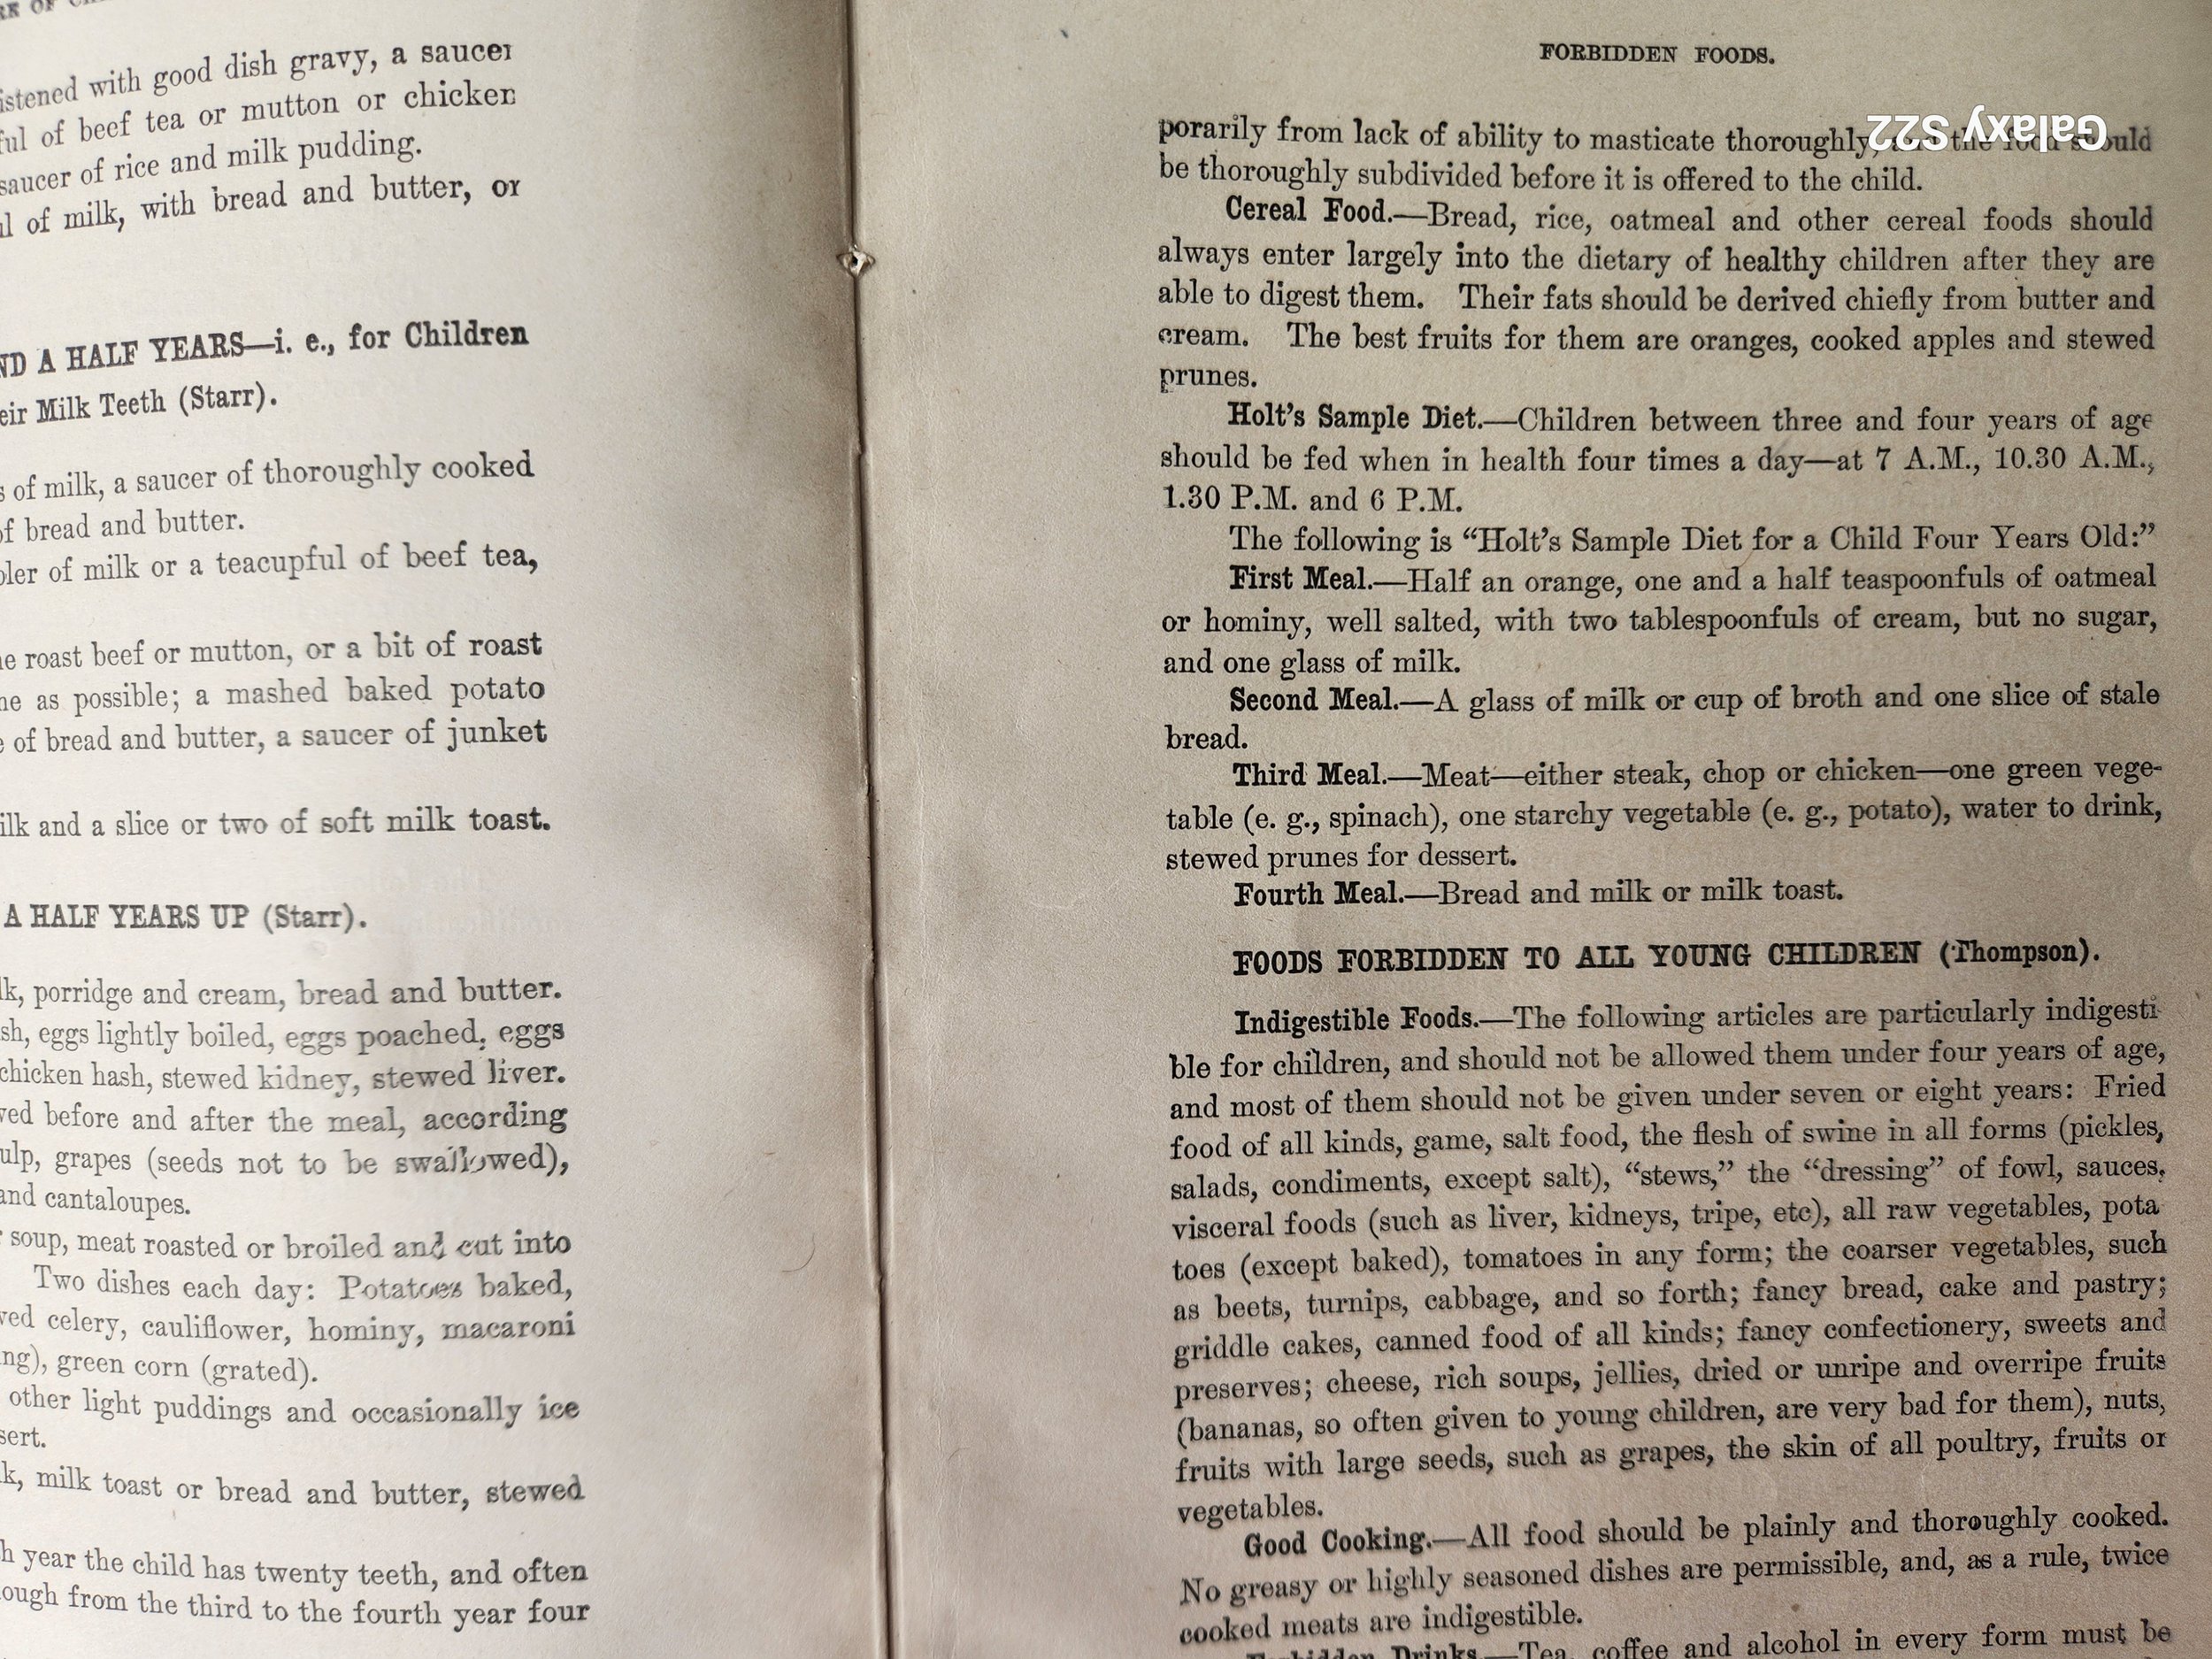 with good dish gravy, a saucer
of beef tea or mutton or chicken
saucer of rice and milk pudding.
of milk, with bread and butter, or
A HALF YEARS—i. e., for Children
Milk Teeth (Starr).
of milk, a saucer of thoroughly cooked
of bread and butter.
of milk or a teacupful of beef tea,
roast beef or mutton, or a bit of roast
as possible; a mashed baked potato
of bread and butter, a saucer of junket
and a slice or two of soft milk toast.
A HALF YEARS UP (Starr).
porridge and cream, bread and butter.
eggs lightly boiled, eggs poached, eggs
chicken hash, stewed kidney, stewed liver.
before and after the meal, according
grapes (seeds not to be swallowed),
and cantaloupes.
soup, meat roasted or broiled and cut into
Two dishes each day: Potatoes baked,
celery, cauliflower, hominy, macaroni
green corn (grated).
other light puddings and occasionally ice
milk toast or bread and butter, stewed
year the child has twenty teeth, and often
from the third to the fourth year four
FORBIDDEN FOODS.
Galaxy S22
porarily from lack of ability to masticate thoroughly, and the food should
be thoroughly subdivided before it is offered to the child.
Cereal Food.—Bread, rice, oatmeal and other cereal foods should
always enter largely into the dietary of healthy children after they are
able to digest them. Their fats should be derived chiefly from butter and
cream. The best fruits for them are oranges, cooked apples and stewed
prunes.
Holt's Sample Diet.—Children between three and four years of age
should be fed when in health four times a day—at 7 A.M., 10.30 A.M.,
1.30 P.M. and 6 P.M.
The following is “Holt's Sample Diet for a Child Four Years Old:”
First Meal.—Half an orange, one and a half teaspoonfuls of oatmeal
or hominy, well salted, with two tablespoonfuls of cream, but no sugar,
and one glass of milk.
Second Meal.—A glass of milk or cup of broth and one slice of stale
bread.
Third Meal.—Meat—either steak, chop or chicken—one green vege-
table (e. g., spinach), one starchy vegetable (e. g., potato), water to drink,
stewed prunes for dessert.
Fourth Meal.—Bread and milk or milk toast.
FOODS FORBIDDEN TO ALL YOUNG CHILDREN (Thompson).
Indigestible Foods.—The following articles are particularly indigesti-
ble for children, and should not be allowed them under four years of age,
and most of them should not be given under seven or eight years: Fried
food of all kinds, game, salt food, the flesh of swine in all forms (pickles,
salads, condiments, except salt), “stews,” the “dressing” of fowl, sauces,
visceral foods (such as liver, kidneys, tripe, etc), all raw vegetables, pota
toes (except baked), tomatoes in any form; the coarser vegetables, such
as beets, turnips, cabbage, and so forth; fancy bread, cake and pastry;
griddle cakes, canned food of all kinds; fancy confectionery, sweets and
preserves; cheese, rich soups, jellies, dried or unripe and overripe fruits
(bananas, so often given to young children, are very bad for them), nuts,
fruits with large seeds, such as grapes, the skin of all poultry, fruits or
vegetables.
Good Cooking.—All food should be plainly and thoroughly cooked.
No greasy or highly seasoned dishes are permissible, and, as a rule, twice
cooked meats are indigestible.
Drinks.—Tea, coffee and alcohol in every form must be